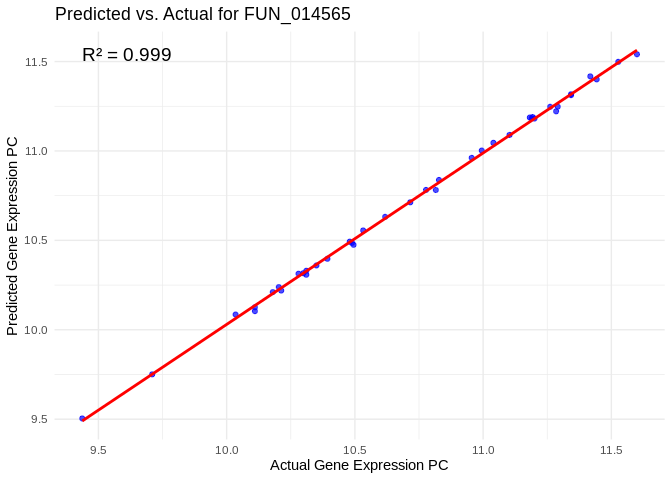 Predicted vs. Actual for FUN_014565
R² = 0.999
Predicted Gene Expression PC
11.5
11.0
10.5
10.0
9.5
9.5 10.0 10.5 11.0 11.5
Actual Gene Expression PC